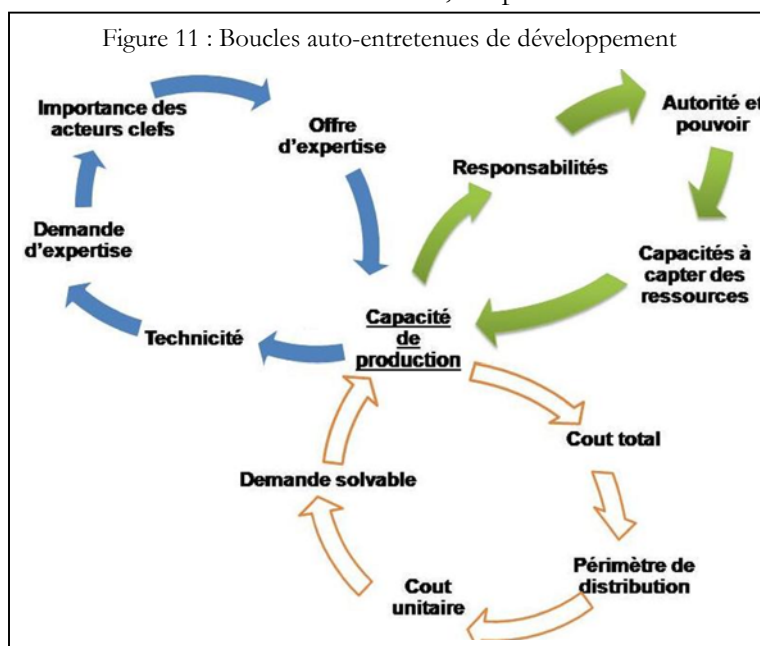 Figure 11 : Boucles auto-entretenues de développement
Importance des
acteurs clefs
Offre
d'expertise
Autorité et
pouvoir
Responsabilités
Demande
d'expertise
Capacités à
capter des
ressources
Technicité
Capacité
de
production
Cout total
Demande solvable
Périmètre de
distribution
Cout
unitaire